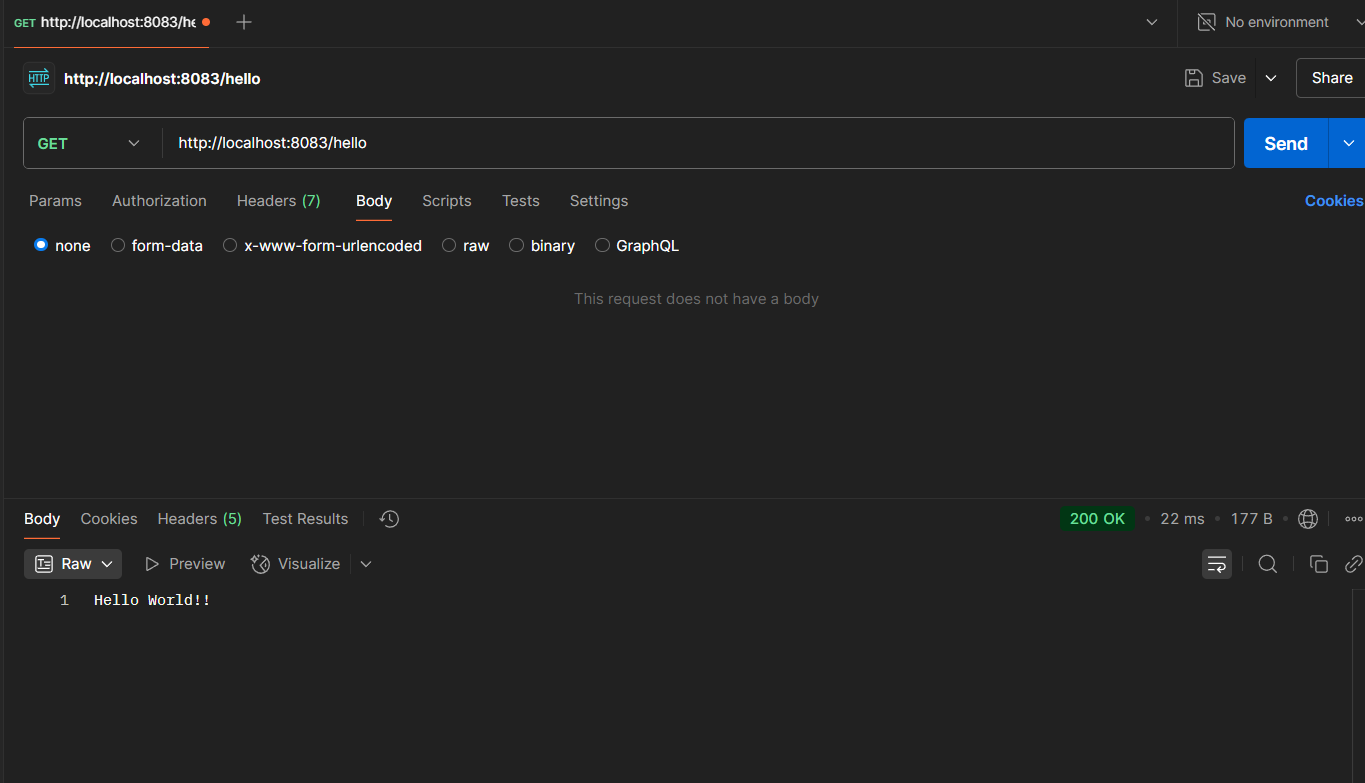 GET http://localhost:8083/he
No environment
HTTP http://localhost:8083/hello
Save
Share
GET http://localhost:8083/hello
Send
Params Authorization Headers (7) Body Scripts Tests Settings Cookies
none form-data x-www-form-urlencoded raw binary GraphQL
This request does not have a body
Body Cookies Headers (5) Test Results 200 OK • 22 ms • 177 B •
Raw Preview Visualize
1 Hello World!!